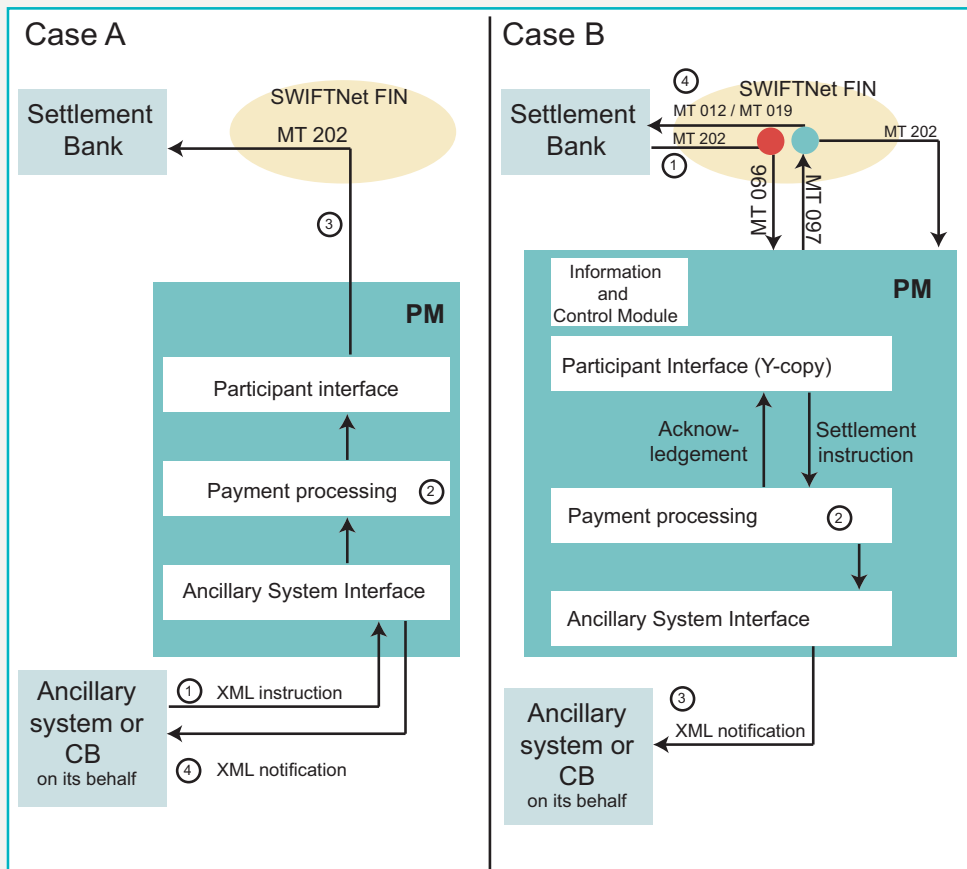 Case A
SWIFTNet FIN
Settlement
Bank
MT 202
3
PM
Participant interface
Payment processing
2
Ancillary System Interface
Ancillary
system or
CB
on its behalf
1
XML instruction
4
XML notification
Case B
4
SWIFTNet FIN
Settlement
Bank
MT 012 / MT 019
MT 202
MT 202
1
MT 096
MT 097
Information
and
Control Module
PM
Participant Interface (Y-copy)
Acknow-
ledgement
Settlement
instruction
Payment processing
2
Ancillary System Interface
Ancillary
system or
CB
on its behalf
3
XML notification